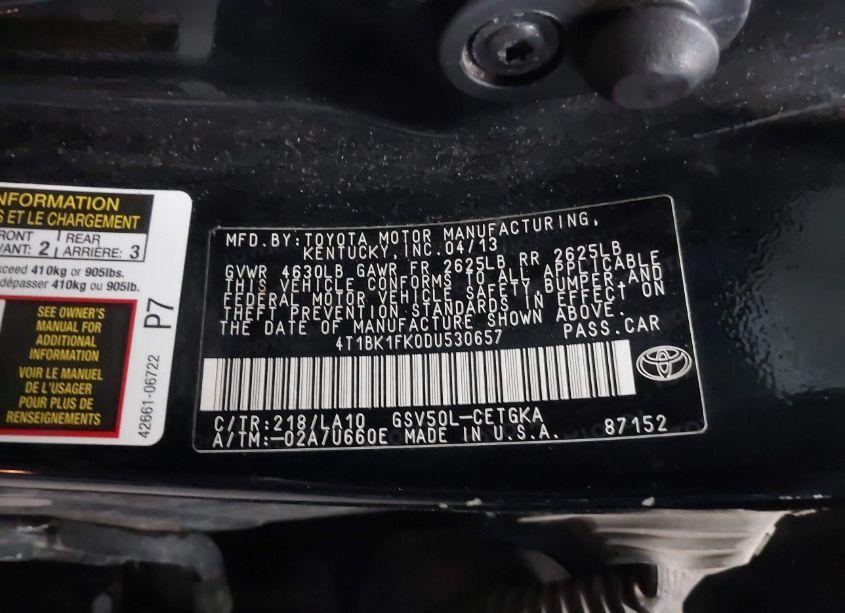 INFORMATION
S ET LE CHARGEMENT
FRONT
AVANT: 2
REAR
ARRIÈRE: 3
exceed 410kg or 905lbs.
dépasser 410kg ou 905lb.
SEE OWNER'S
MANUAL FOR
ADDITIONAL
INFORMATION
VOIR LE MANUEL
DE L'USAGER
POUR PLUS DE
RENSEIGNEMENTS
P7
42661-06722
MFD.BY:TOYOTA MOTOR MANUFACTURING,
KENTUCKY, INC.04/13
GVWR 4630LB GAWR FR 2625LB RR 2625LB
THIS VEHICLE CONFORMS TO ALL APPLICABLE
FEDERAL MOTOR VEHICLE SAFETY, BUMPER, AND
THEFT PREVENTION STANDARDS IN EFFECT ON
THE DATE OF MANUFACTURE SHOWN ABOVE.
4T1BK1FK0DU530657 PASS.CAR
C/TR:218/LA10 GSV50L-CETGKA
A/TM:-02A/U660E MADE IN U.S.A. 87152